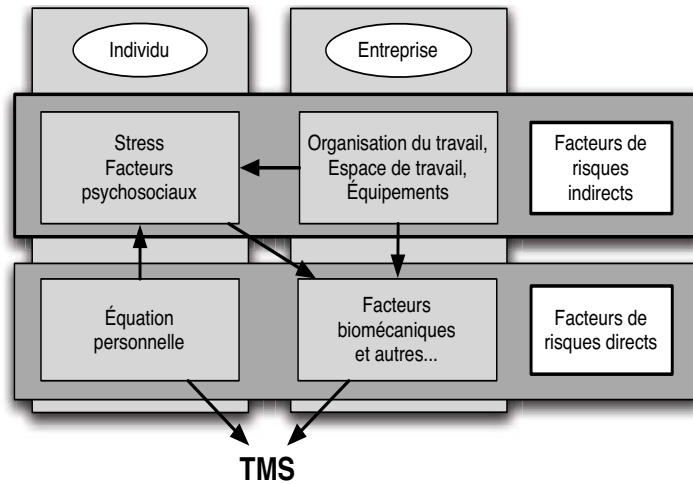 Individu
Entreprise
Stress
Facteurs
psychosociaux
Organisation du travail,
Espace de travail,
Équipements
Facteurs de
risques
indirects
Équation
personnelle
Facteurs
biomécaniques
et autres...
Facteurs de
risques directs
TMS